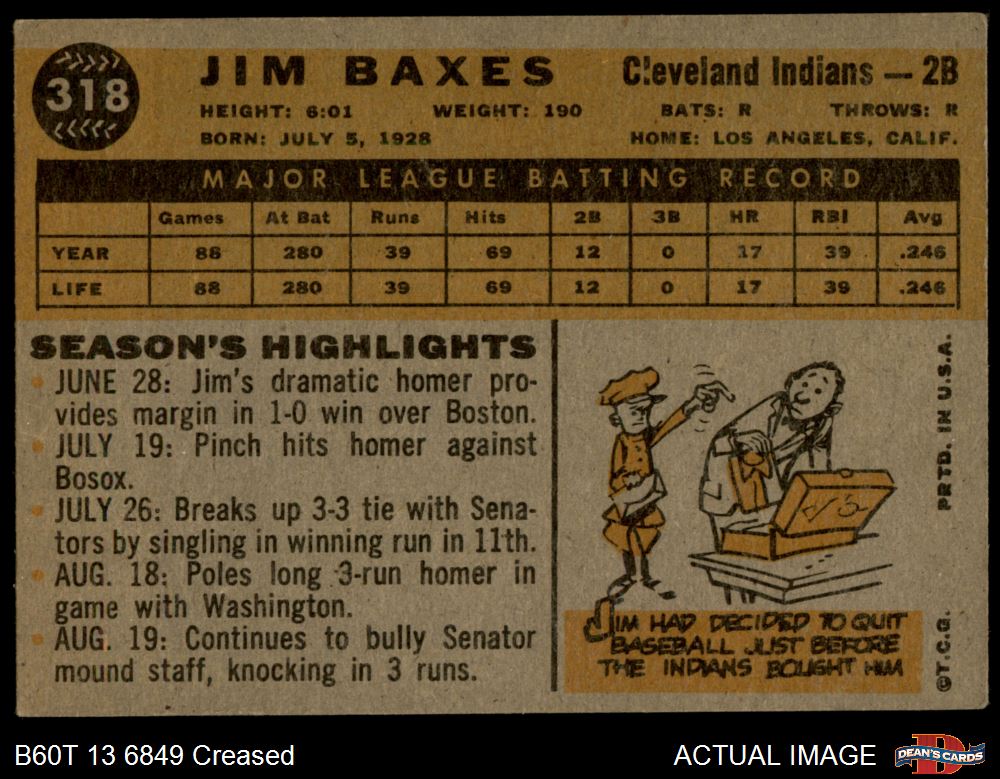 318
JIM BAXES
Cleveland Indians — 2B
HEIGHT: 6:01 WEIGHT: 190 BATS: R THROWS: R
BORN: JULY 5, 1928 HOME: LOS ANGELES, CALIF.
MAJOR LEAGUE BATTING RECORD
Games At Bat Runs Hits 2B 3B HR RBI Avg
YEAR 88 280 39 69 12 0 17 39 .246
LIFE 88 280 39 69 12 0 17 39 .246
SEASON'S HIGHLIGHTS
JUNE 28: Jim's dramatic homer pro-
vides margin in 1-0 win over Boston.
JULY 19: Pinch hits homer against
Bosox.
JULY 26: Breaks up 3-3 tie with Sena-
tors by singling in winning run in 11th.
AUG. 18: Poles long 3-run homer in
game with Washington.
AUG. 19: Continues to bully Senator
mound staff, knocking in 3 runs.
JIM HAD DECIDED TO QUIT
BASEBALL JUST BEFORE
THE INDIANS BOUGHT HIM
©T.C.G. PRTD. IN U.S.A.
B60T 13 6849 Creased
ACTUAL IMAGE
DEAN'S CARDS